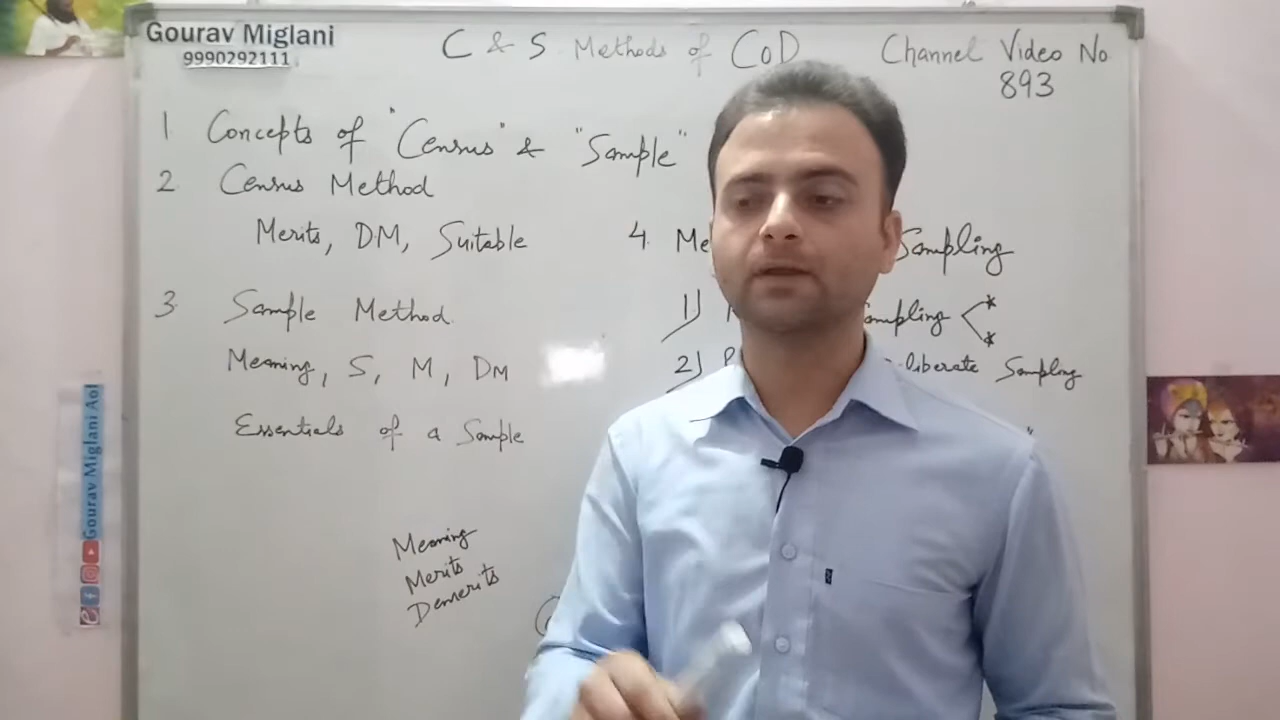 Gourav Miglani
9990292111
C & S Methods of CoD
Channel Video No
893
1 Concepts of "Census" & "Sample"
2 Census Method
Merits, DM, Suitable
3 Sample Method
Meaning, S, M, DM
Essentials of a Sample
Meaning
Merits
Demerits
4. Me Sampling
1) mpling
2) liberate Sampling
Gourav Miglani Aol